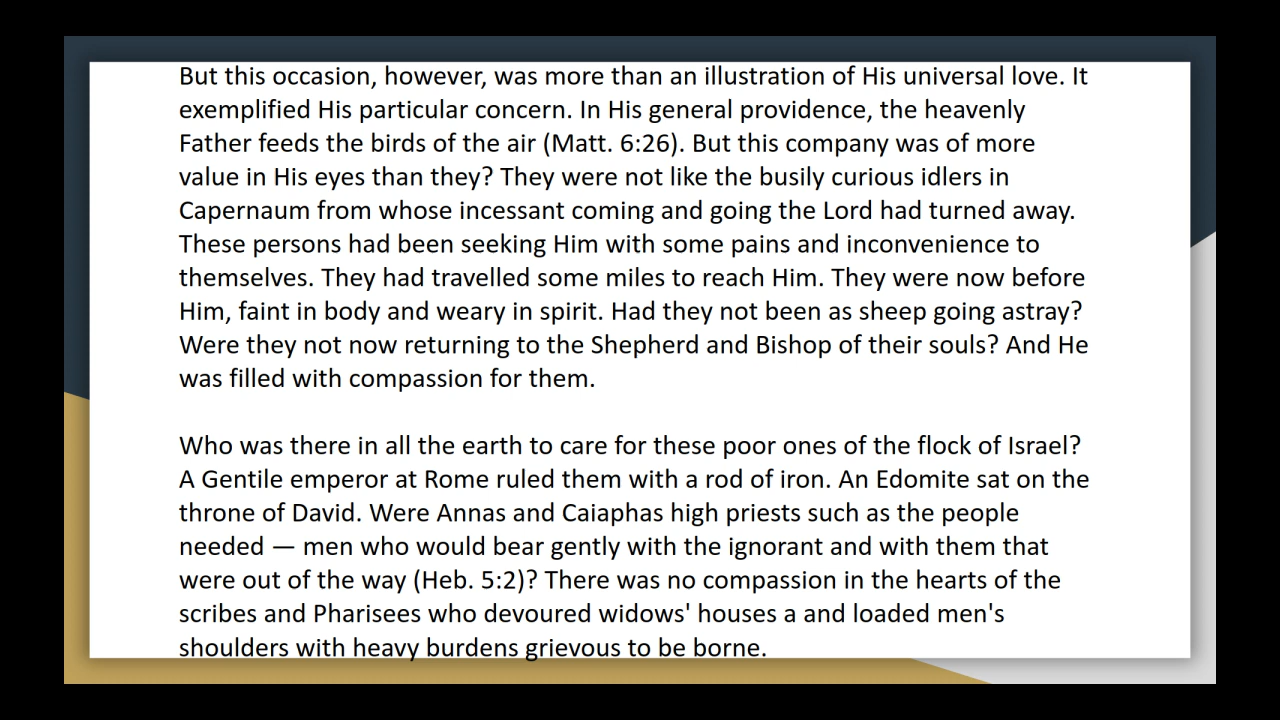 But this occasion, however, was more than an illustration of His universal love. It
exemplified His particular concern. In His general providence, the heavenly
Father feeds the birds of the air (Matt. 6:26). But this company was of more
value in His eyes than they? They were not like the busily curious idlers in
Capernaum from whose incessant coming and going the Lord had turned away.
These persons had been seeking Him with some pains and inconvenience to
themselves. They had travelled some miles to reach Him. They were now before
Him, faint in body and weary in spirit. Had they not been as sheep going astray?
Were they not now returning to the Shepherd and Bishop of their souls? And He
was filled with compassion for them.
Who was there in all the earth to care for these poor ones of the flock of Israel?
A Gentile emperor at Rome ruled them with a rod of iron. An Edomite sat on the
throne of David. Were Annas and Caiaphas high priests such as the people
needed — men who would bear gently with the ignorant and with them that
were out of the way (Heb. 5:2)? There was no compassion in the hearts of the
scribes and Pharisees who devoured widows' houses a and loaded men's
shoulders with heavy burdens grievous to be borne.